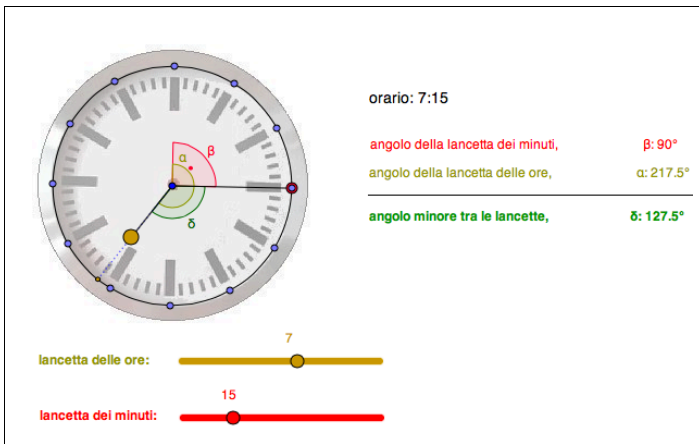 orario: 7:15
angolo della lancetta dei minuti, β: 90°
angolo della lancetta delle ore, α: 217.5°
angolo minore tra le lancette, δ: 127.5°
α
β
δ
7
lancetta delle ore:
15
lancetta dei minuti: